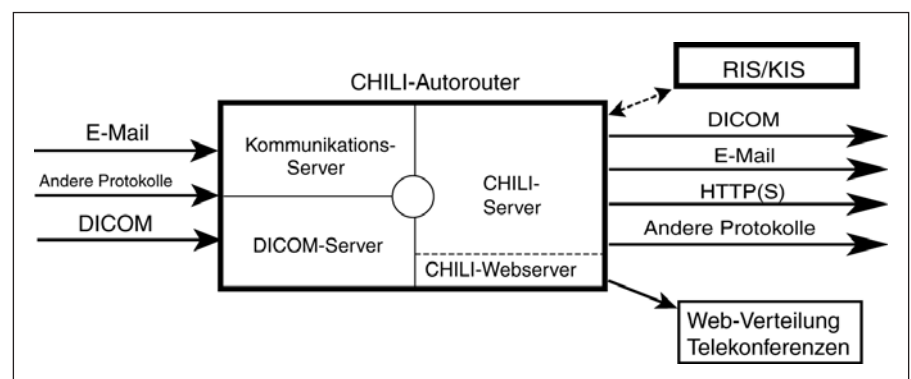 CHILI-Autorouter
RIS/KIS
E-Mail
Andere Protokolle
DICOM
Kommunikations-
Server
DICOM-Server
CHILI-
Server
CHILI-Webserver
DICOM
E-Mail
HTTP(S)
Andere Protokolle
Web-Verteilung
Telekonferenzen